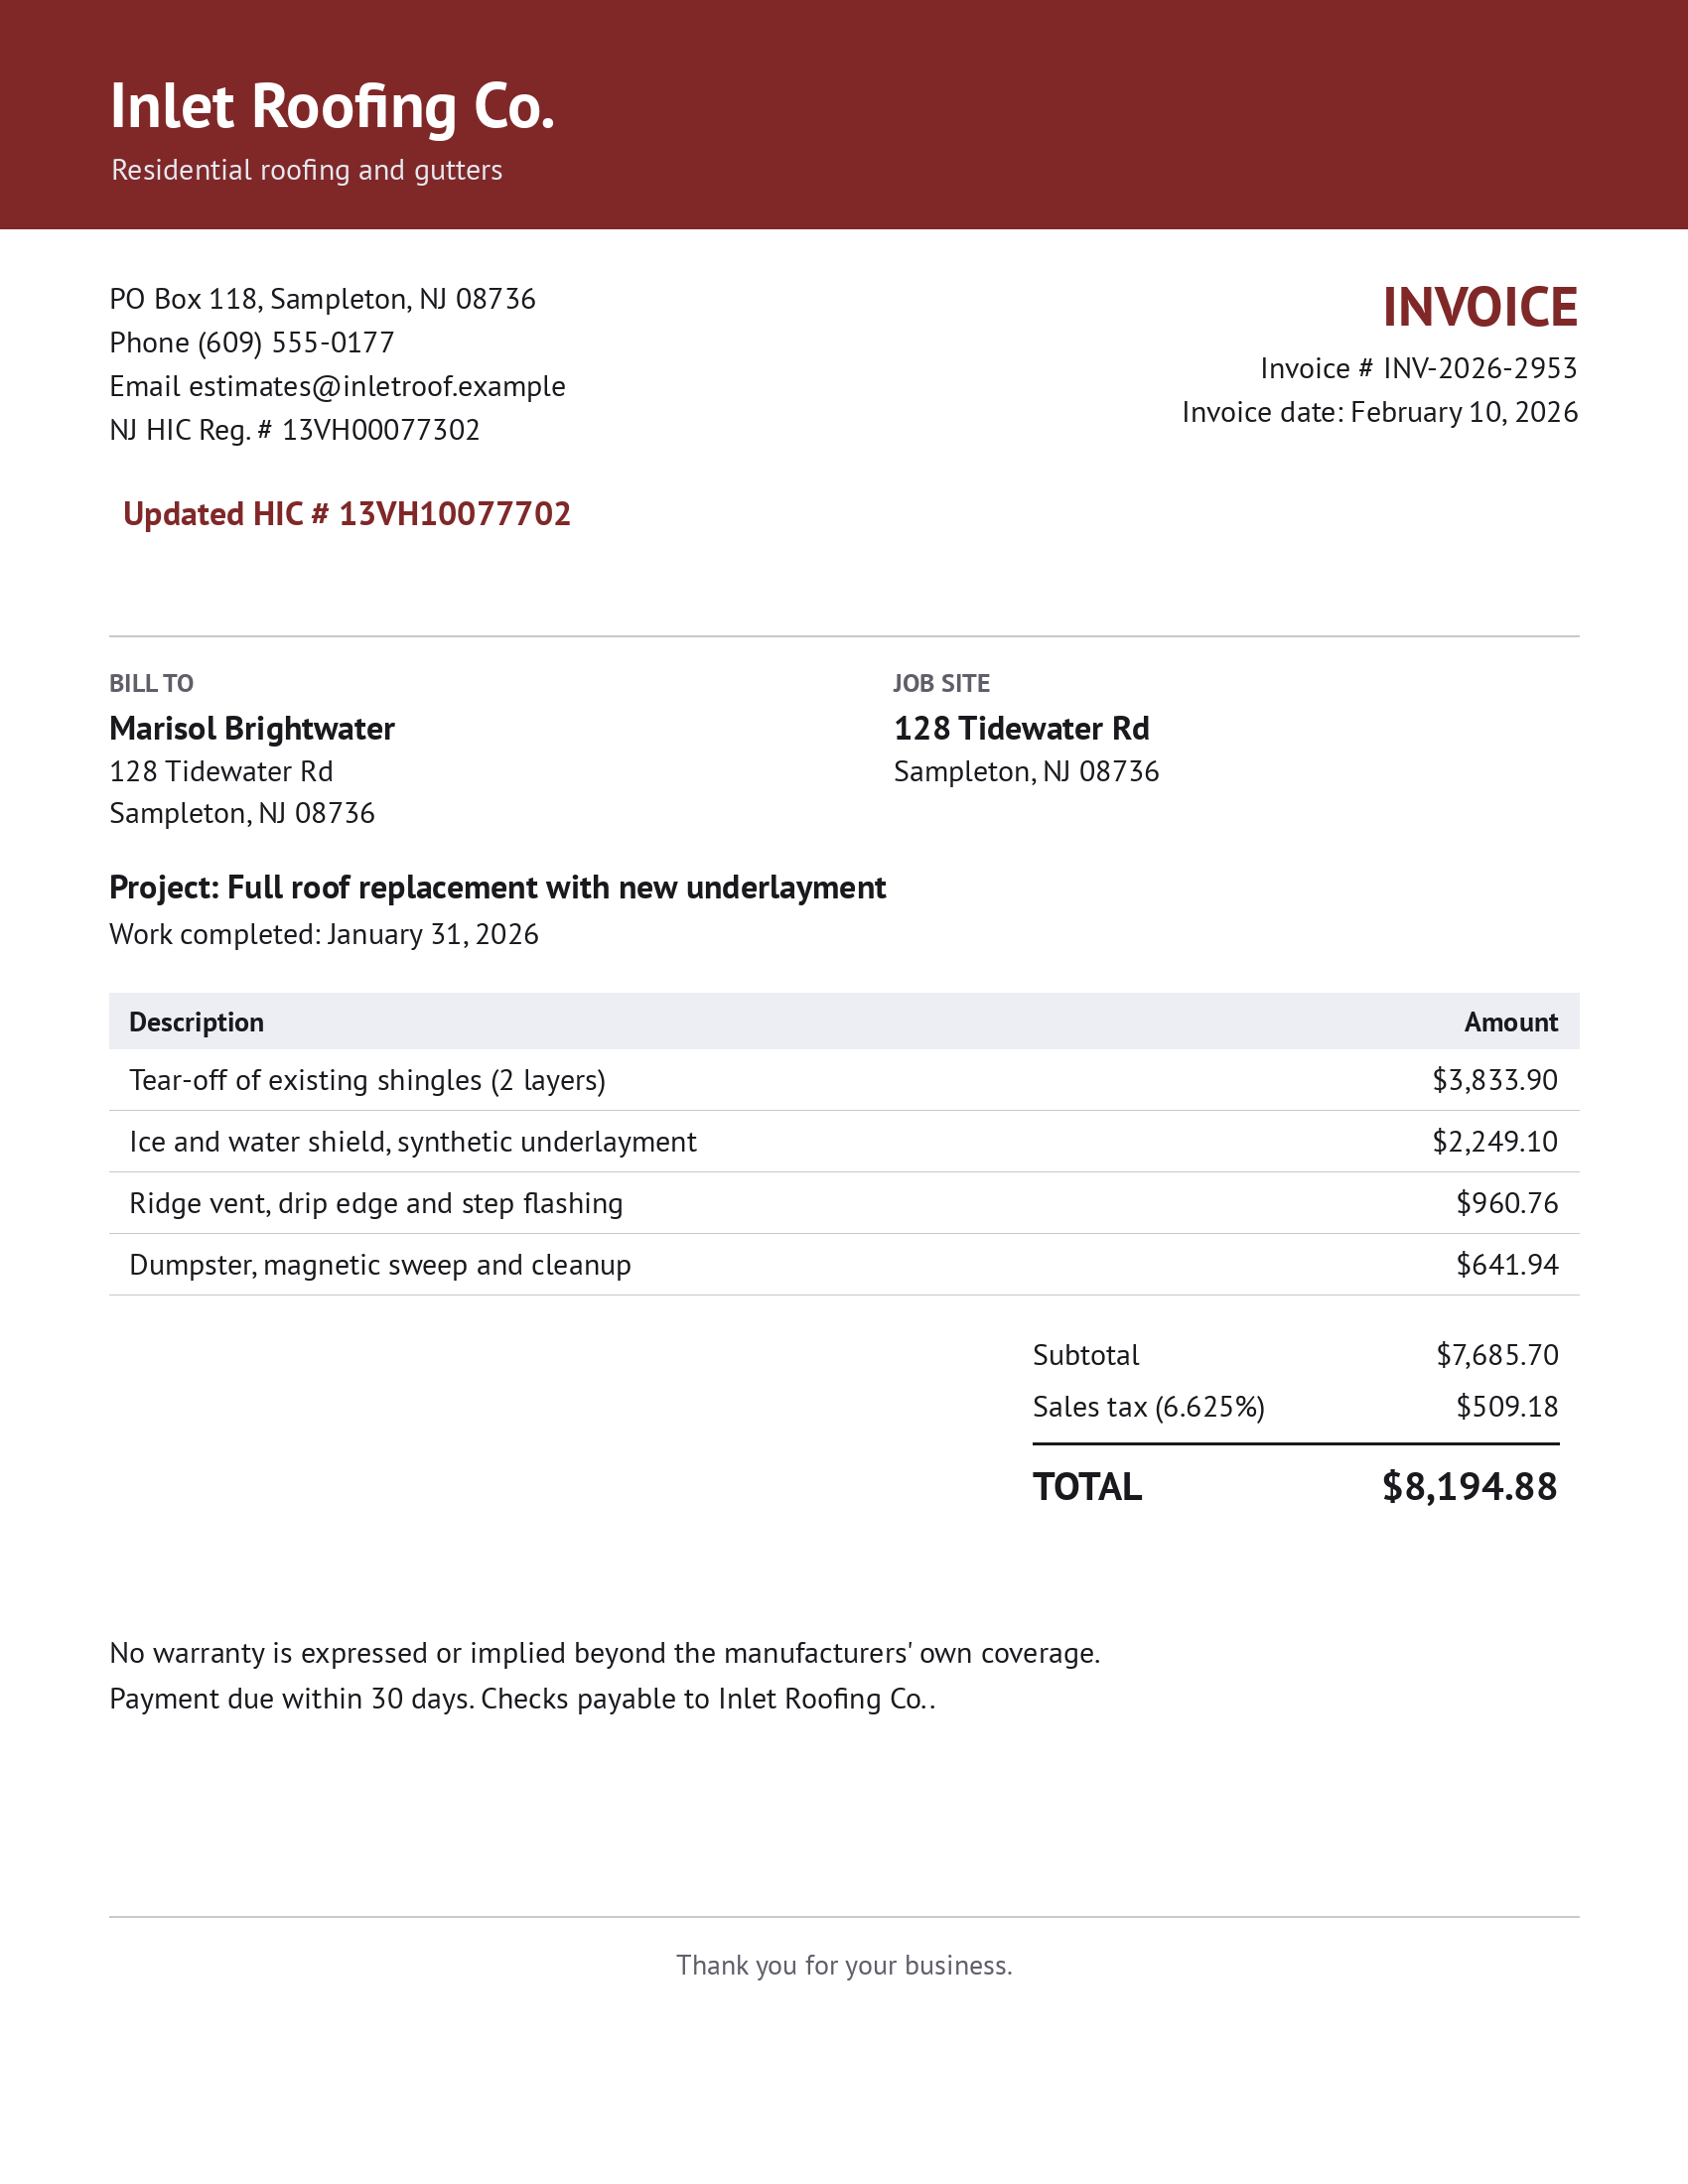 Inlet Roofing Co.
Residential roofing and gutters
PO Box 118, Sampleton, NJ 08736
Phone (609) 555-0177
Email estimates@inletroof.example
NJ HIC Reg. # 13VH00077302
Updated HIC # 13VH10077702
INVOICE
Invoice # INV-2026-2953
Invoice date: February 10, 2026
BILL TO
Marisol Brightwater
128 Tidewater Rd
Sampleton, NJ 08736
JOB SITE
128 Tidewater Rd
Sampleton, NJ 08736
Project: Full roof replacement with new underlayment
Work completed: January 31, 2026
Description Amount
Tear-off of existing shingles (2 layers) $3,833.90
Ice and water shield, synthetic underlayment $2,249.10
Ridge vent, drip edge and step flashing $960.76
Dumpster, magnetic sweep and cleanup $641.94
Subtotal $7,685.70
Sales tax (6.625%) $509.18
TOTAL $8,194.88
No warranty is expressed or implied beyond the manufacturers' own coverage.
Payment due within 30 days. Checks payable to Inlet Roofing Co..
Thank you for your business.